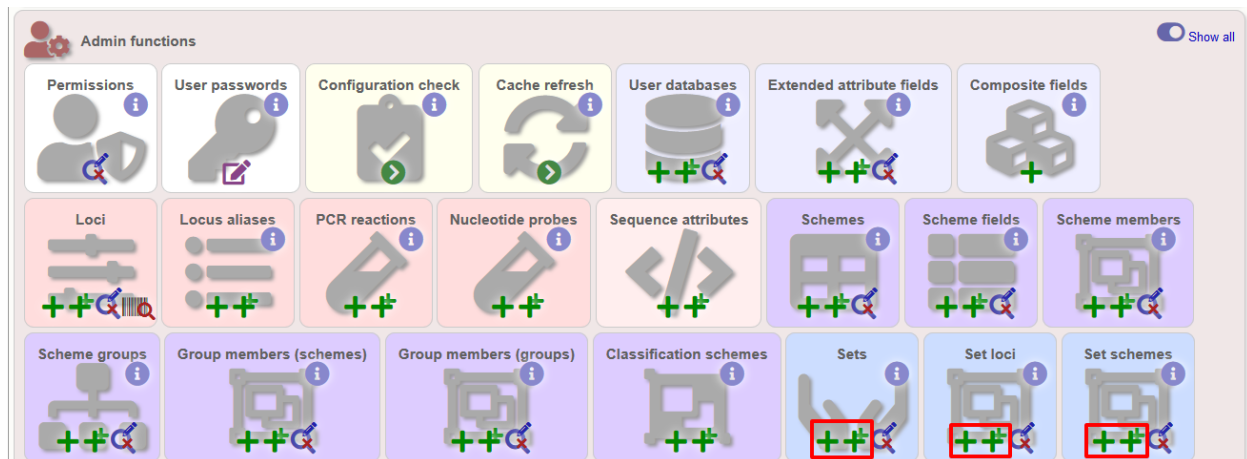 Admin functions
Show all
Permissions
User passwords
Configuration check
Cache refresh
User databases
Extended attribute fields
Composite fields
Loci
Locus aliases
PCR reactions
Nucleotide probes
Sequence attributes
Schemes
Scheme fields
Scheme members
Scheme groups
Group members (schemes)
Group members (groups)
Classification schemes
Sets
Set loci
Set schemes